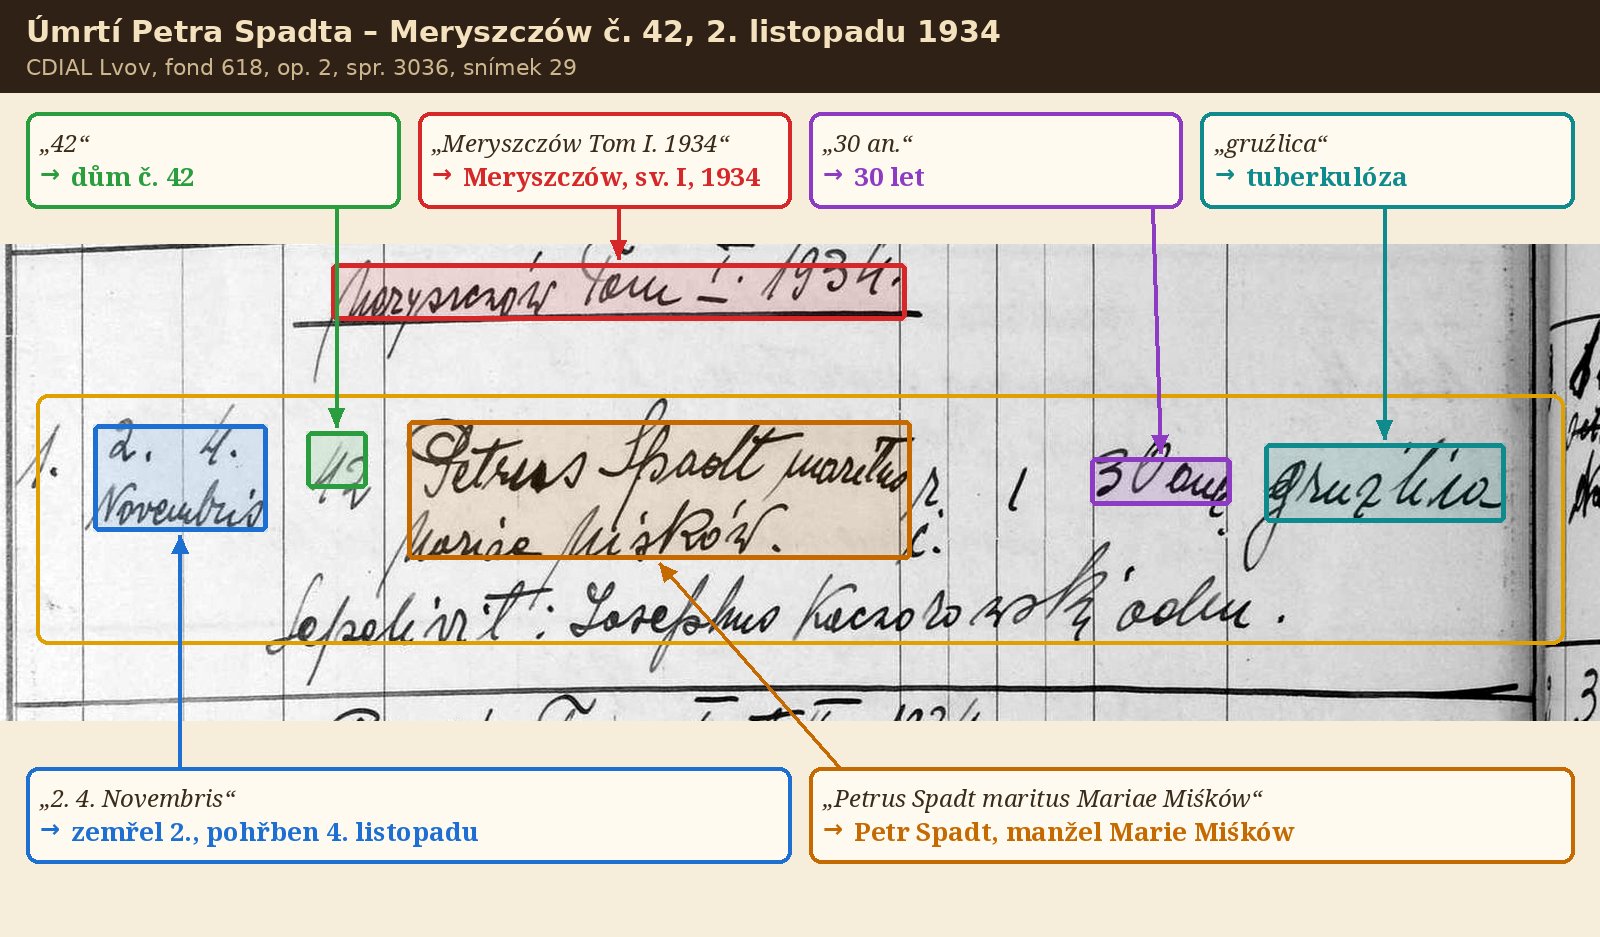 Úmrtí Petra Spadta – Meryszczów č. 42, 2. listopadu 1934
CDIAL Lvov, fond 618, op. 2, spr. 3036, snímek 29
„42“
→ dům č. 42
„Meryszczów Tom I. 1934“
→ Meryszczów, sv. I, 1934
„30 an.“
→ 30 let
„gruźlica“
→ tuberkulóza
Meryszczów Tom I. 1934.
1. 2. 4. 42 Petrus Spadt maritus r. 1 30 an. gruźlica
Novembris Mariae Miśków. c.
Sepelivit: Josephus Kaczorowski adm.
„2. 4. Novembris“
→ zemřel 2., pohřben 4. listopadu
„Petrus Spadt maritus Mariae Miśków“
→ Petr Spadt, manžel Marie Miśków